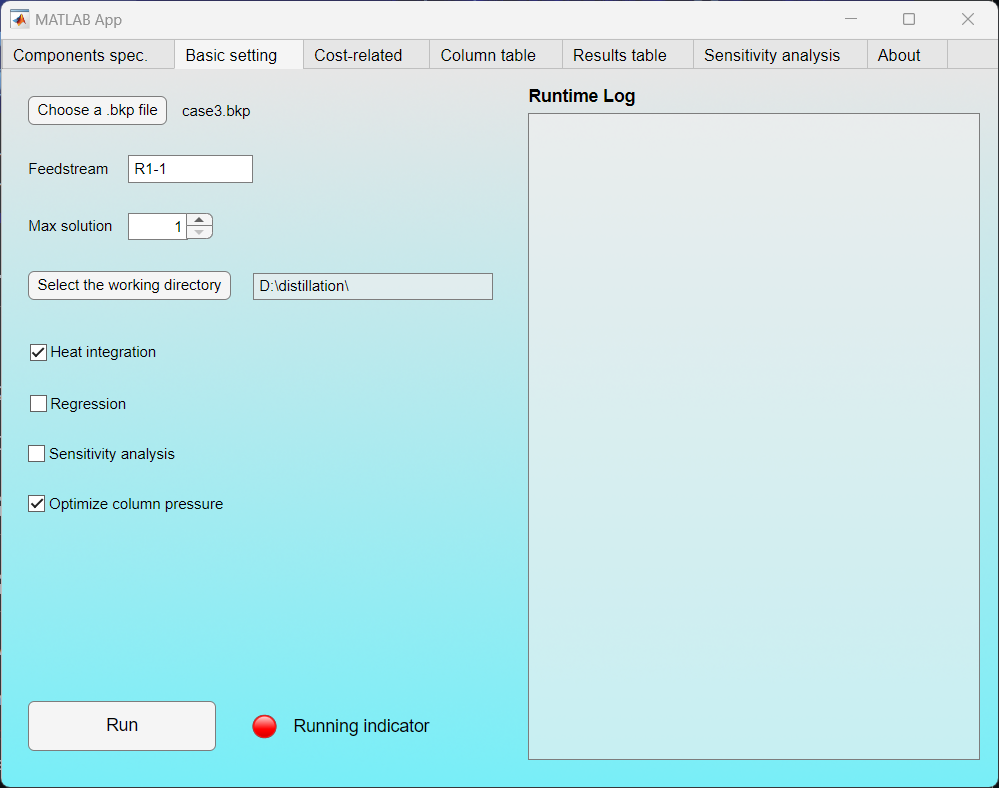 MATLAB App
Components spec. Basic setting Cost-related Column table Results table Sensitivity analysis About
Choose a .bkp file case3.bkp
Feedstream R1-1
Max solution 1
Select the working directory D:\distillation\
Heat integration
Regression
Sensitivity analysis
Optimize column pressure
Run Running indicator
Runtime Log